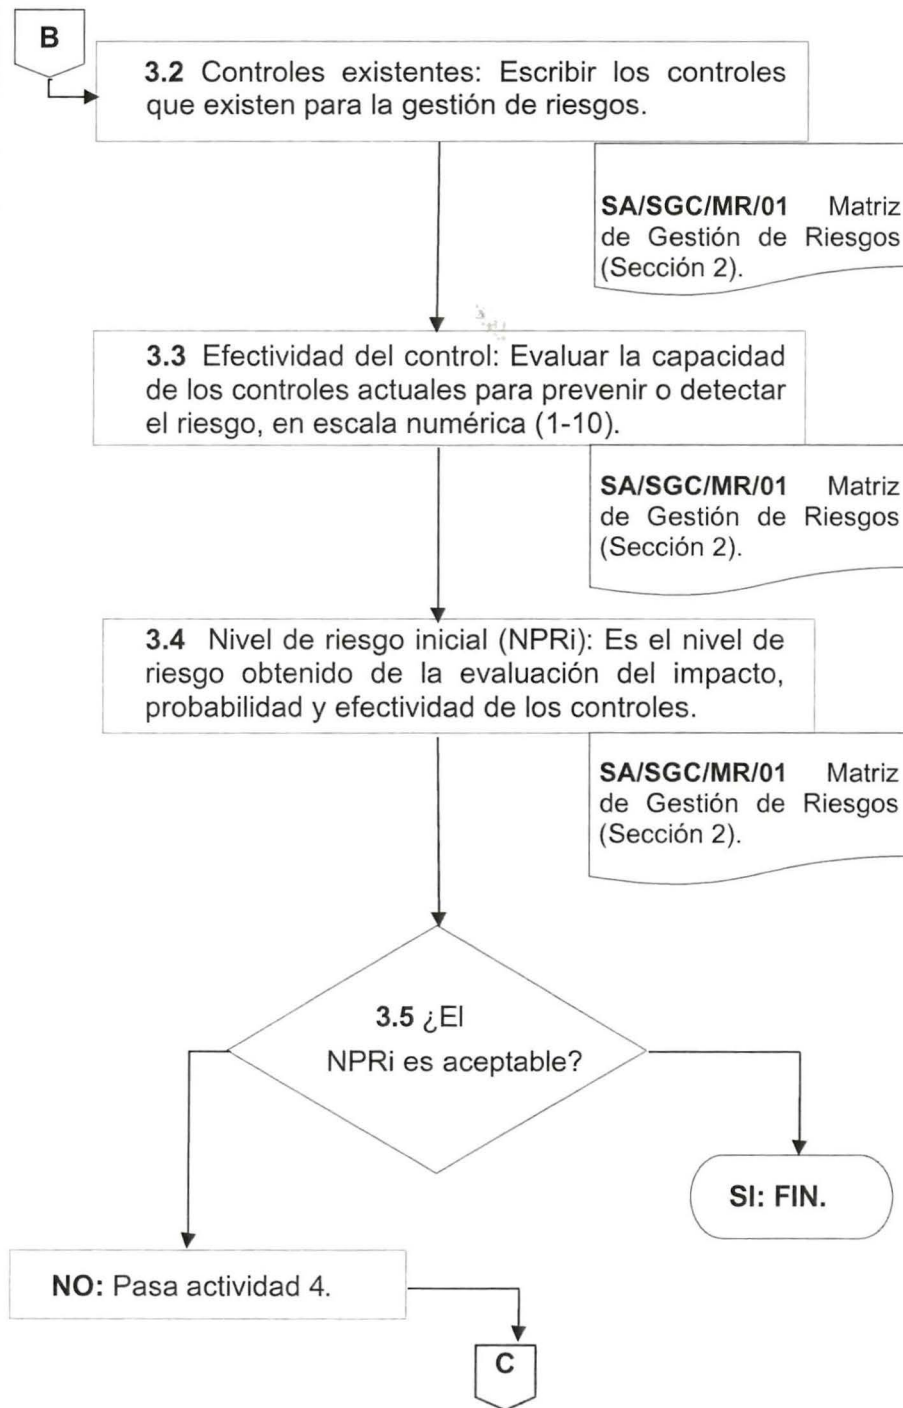 B
3.2 Controles existentes: Escribir los controles
que existen para la gestión de riesgos.
SA/SGC/MR/01 Matriz
de Gestión de Riesgos
(Sección 2).
3.3 Efectividad del control: Evaluar la capacidad
de los controles actuales para prevenir o detectar
el riesgo, en escala numérica (1-10).
SA/SGC/MR/01 Matriz
de Gestión de Riesgos
(Sección 2).
3.4 Nivel de riesgo inicial (NPRi): Es el nivel de
riesgo obtenido de la evaluación del impacto,
probabilidad y efectividad de los controles.
SA/SGC/MR/01 Matriz
de Gestión de Riesgos
(Sección 2).
3.5 ¿El
NPRi es aceptable?
SI: FIN.
NO: Pasa actividad 4.
C